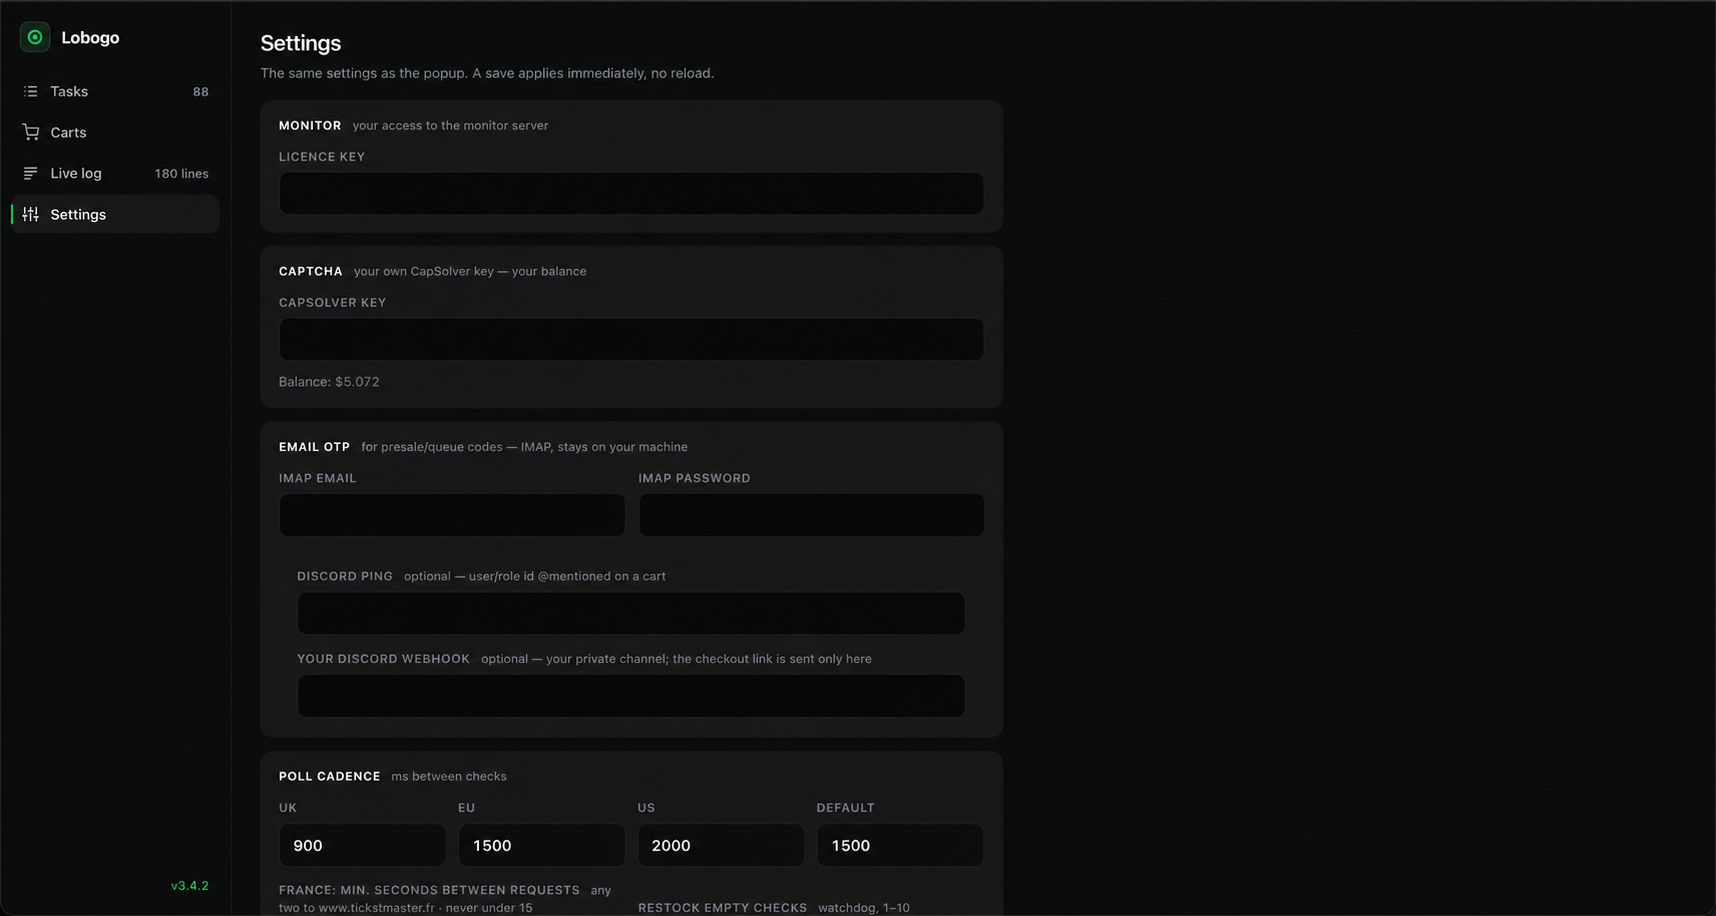 Lobogo
Tasks 88
Carts
Live log 180 lines
Settings
v3.4.2
Settings
The same settings as the popup. A save applies immediately, no reload.
MONITOR your access to the monitor server
LICENCE KEY
CAPTCHA your own CapSolver key — your balance
CAPSOLVER KEY
Balance: $5.072
EMAIL OTP for presale/queue codes — IMAP, stays on your machine
IMAP EMAIL IMAP PASSWORD
DISCORD PING optional — user/role id @mentioned on a cart
YOUR DISCORD WEBHOOK optional — your private channel; the checkout link is sent only here
POLL CADENCE ms between checks
UK EU US DEFAULT
900 1500 2000 1500
FRANCE: MIN. SECONDS BETWEEN REQUESTS any
two to www.tickstmaster.fr · never under 15
RESTOCK EMPTY CHECKS watchdog, 1–10